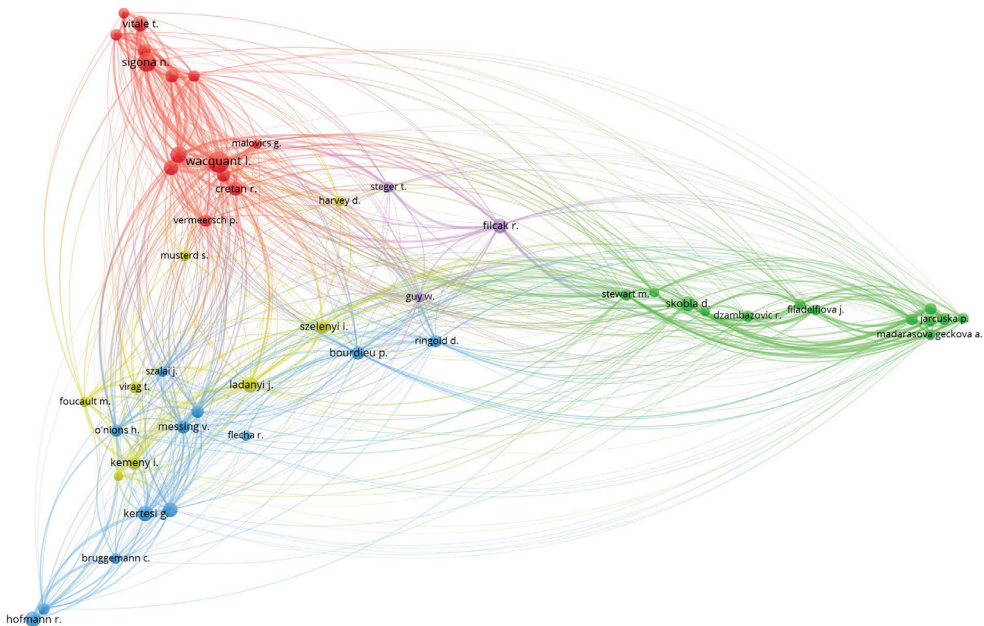 vitale t.
sigona n.
malovics g.
wacquant l.
steger t.
cretan r.
harvey d.
vermeersch p.
filcak r.
musterd s.
guy w.
stewart m.
skobla d.
filadelfiova j.
dzambazovic r.
jarcuska p.
szelenyi i.
madarasova geckova a.
ringold d.
bourdieu p.
szalai j.
virag t.
ladanyi j.
foucault m.
o'nions h.
messing v.
flecha r.
kemeny i.
kertesi g.
bruggemann c.
hofmann r.